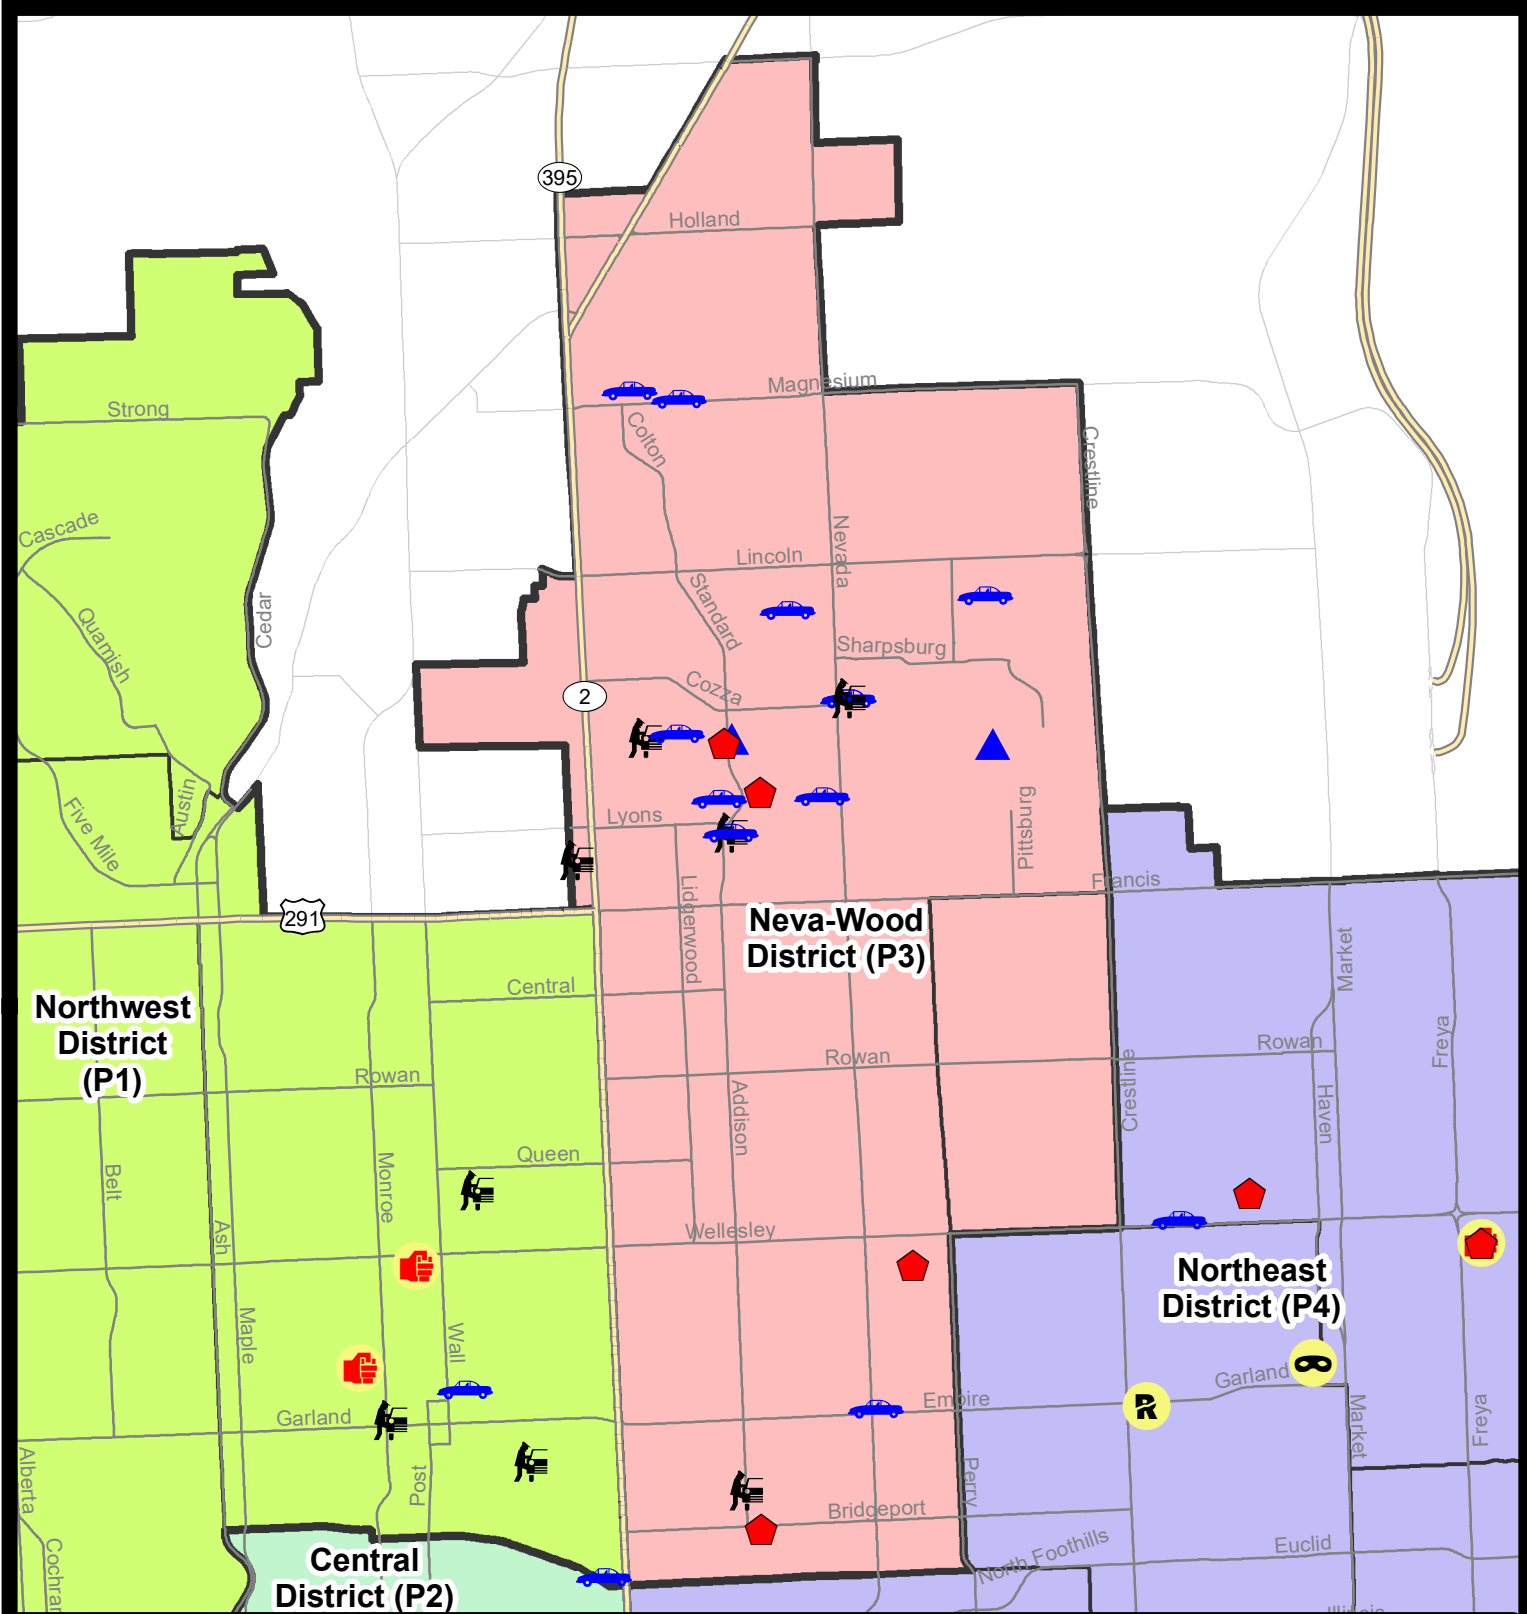 395
Holland
Magnesium
Strong
Colton
Crestline
Cascade
Nevada
Lincoln
Standard
Cedar
Quamish
Sharpsburg
Cozza
2
Austin
Five Mile
Lyons
Pittsburg
Francis
Lidgerwood
291
Neva-Wood
District (P3)
Market
Central
Northwest
District
(P1)
Freya
Rowan
Rowan
Rowan
Crestline
Addison
Haven
Queen
Belt
Monroe
Ash
Wellesley
Northeast
District (P4)
Maple
Wall
Garland
Empire
R
Garland
Market
Freya
Alberta
Post
Perry
Bridgeport
Cochran
North Foothills
Euclid
Central
District (P2)